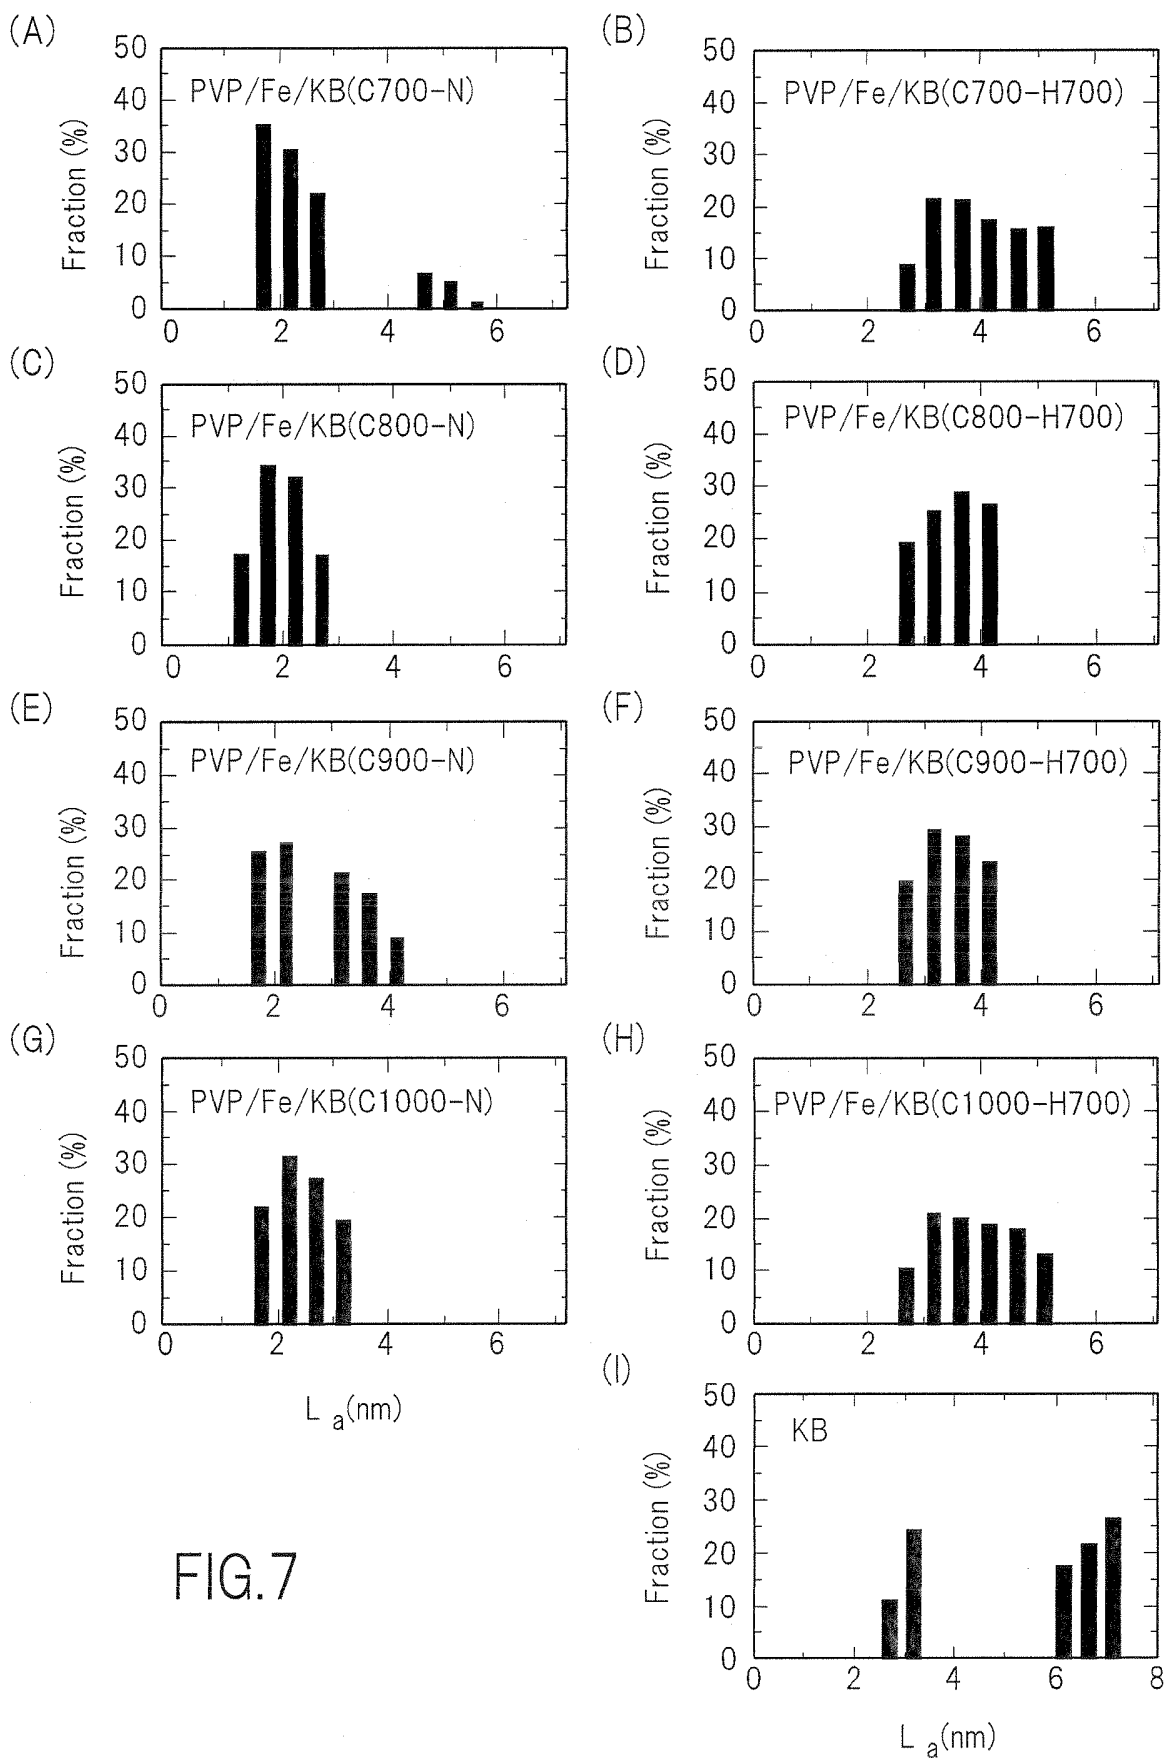 (A)
50
40
30
20
10
0
Fraction (%)
PVP/Fe/KB(C700-N)
0 2 4 6
(B)
50
40
30
20
10
0
Fraction (%)
PVP/Fe/KB(C700-H700)
0 2 4 6
(C)
50
40
30
20
10
0
Fraction (%)
PVP/Fe/KB(C800-N)
0 2 4 6
(D)
50
40
30
20
10
0
Fraction (%)
PVP/Fe/KB(C800-H700)
0 2 4 6
(E)
50
40
30
20
10
0
Fraction (%)
PVP/Fe/KB(C900-N)
0 2 4 6
(F)
50
40
30
20
10
0
Fraction (%)
PVP/Fe/KB(C900-H700)
0 2 4 6
(G)
50
40
30
20
10
0
Fraction (%)
PVP/Fe/KB(C1000-N)
0 2 4 6
L a(nm)
(H)
50
40
30
20
10
0
Fraction (%)
PVP/Fe/KB(C1000-H700)
0 2 4 6
(I)
50
40
30
20
10
0
Fraction (%)
KB
0 2 4 6 8
L a(nm)
FIG.7